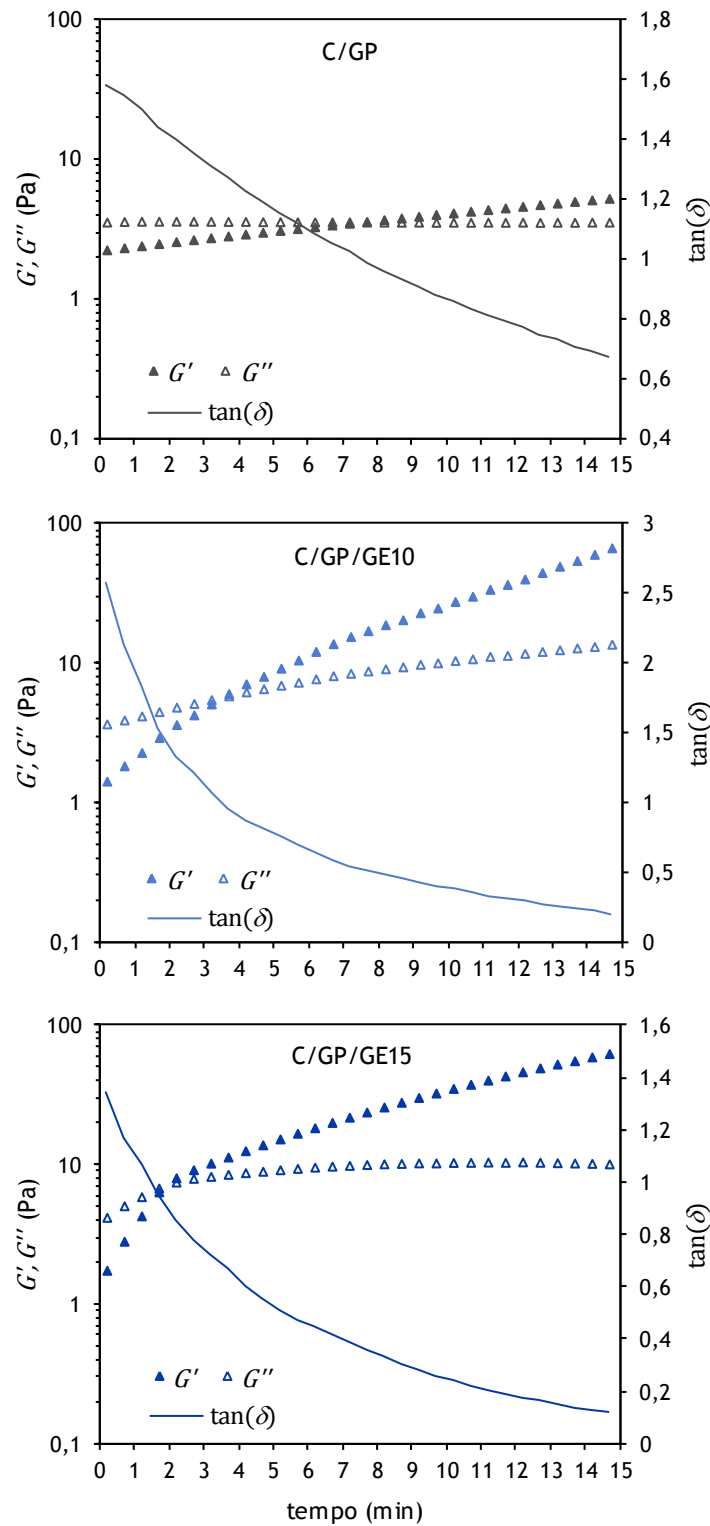 C/GP
G', G'' (Pa)
100
10
1
0,1
tan(δ)
1,8
1,6
1,4
1,2
1
0,8
0,6
0,4
G' G''
tan(δ)
0 1 2 3 4 5 6 7 8 9 10 11 12 13 14 15
C/GP/GE10
G', G'' (Pa)
100
10
1
0,1
tan(δ)
3
2,5
2
1,5
1
0,5
0
G' G''
tan(δ)
0 1 2 3 4 5 6 7 8 9 10 11 12 13 14 15
C/GP/GE15
G', G'' (Pa)
100
10
1
0,1
tan(δ)
1,6
1,4
1,2
1
0,8
0,6
0,4
0,2
0
G' G''
tan(δ)
0 1 2 3 4 5 6 7 8 9 10 11 12 13 14 15
tempo (min)